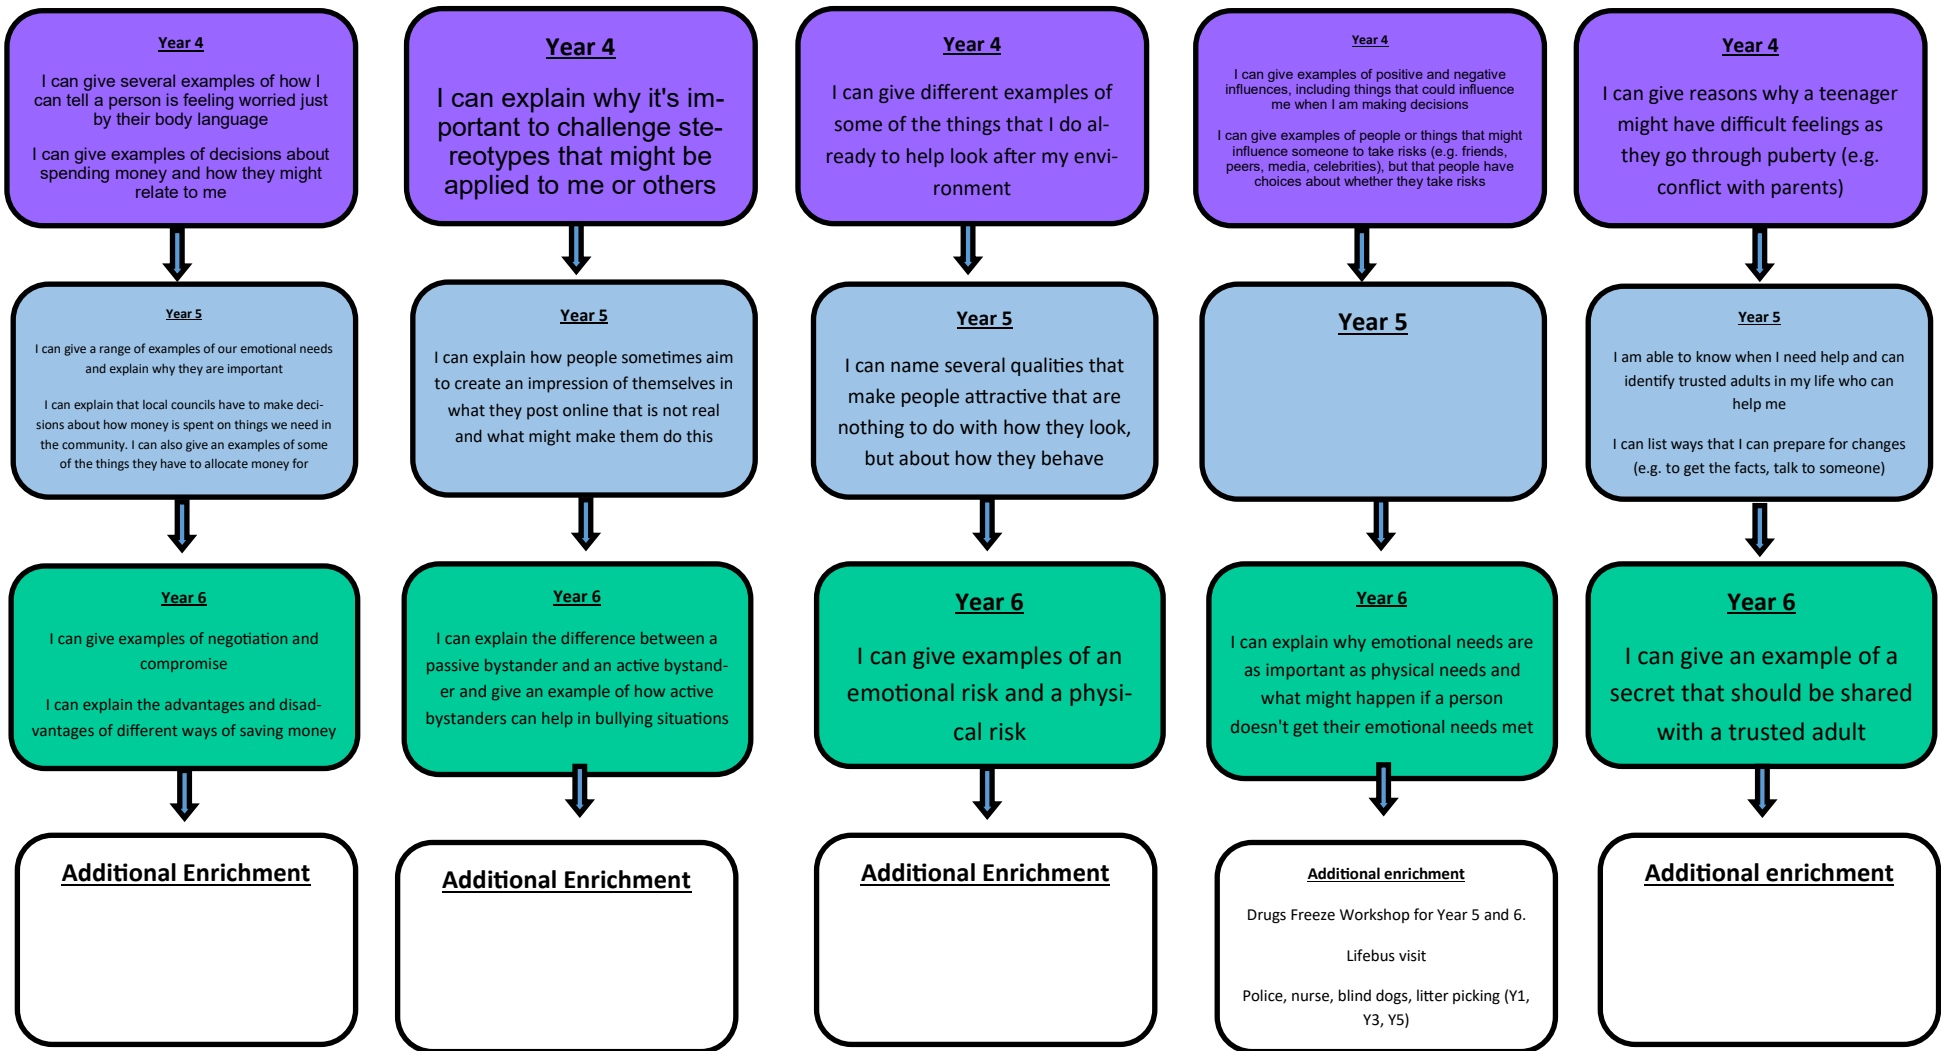 Year 4
I can give several examples of how I
can tell a person is feeling worried just
by their body language
I can give examples of decisions about
spending money and how they might
relate to me
Year 4
I can explain why it's im-
portant to challenge ste-
reotypes that might be
applied to me or others
Year 4
I can give different examples of
some of the things that I do al-
ready to help look after my envi-
ronment
Year 4
I can give examples of positive and negative
influences, including things that could influence
me when I am making decisions
I can give examples of people or things that might
influence someone to take risks (e.g. friends,
peers, media, celebrities), but that people have
choices about whether they take risks
Year 4
I can give reasons why a teenager
might have difficult feelings as
they go through puberty (e.g.
conflict with parents)
Year 5
I can give a range of examples of our emotional needs
and explain why they are important
I can explain that local councils have to make deci-
sions about how money is spent on things we need in
the community. I can also give an examples of some
of the things they have to allocate money for
Year 5
I can explain how people sometimes aim
to create an impression of themselves in
what they post online that is not real
and what might make them do this
Year 5
I can name several qualities that
make people attractive that are
nothing to do with how they look,
but about how they behave
Year 5
Year 5
I am able to know when I need help and can
identify trusted adults in my life who can
help me
I can list ways that I can prepare for changes
(e.g. to get the facts, talk to someone)
Year 6
I can give examples of negotiation and
compromise
I can explain the advantages and disad-
vantages of different ways of saving money
Year 6
I can explain the difference between a
passive bystander and an active bystand-
er and give an example of how active
bystanders can help in bullying situations
Year 6
I can give examples of an
emotional risk and a physi-
cal risk
Year 6
I can explain why emotional needs are
as important as physical needs and
what might happen if a person
doesn't get their emotional needs met
Year 6
I can give an example of a
secret that should be shared
with a trusted adult
Additional Enrichment
Additional Enrichment
Additional Enrichment
Additional enrichment
Drugs Freeze Workshop for Year 5 and 6.
Lifebus visit
Police, nurse, blind dogs, litter picking (Y1,
Y3, Y5)
Additional enrichment